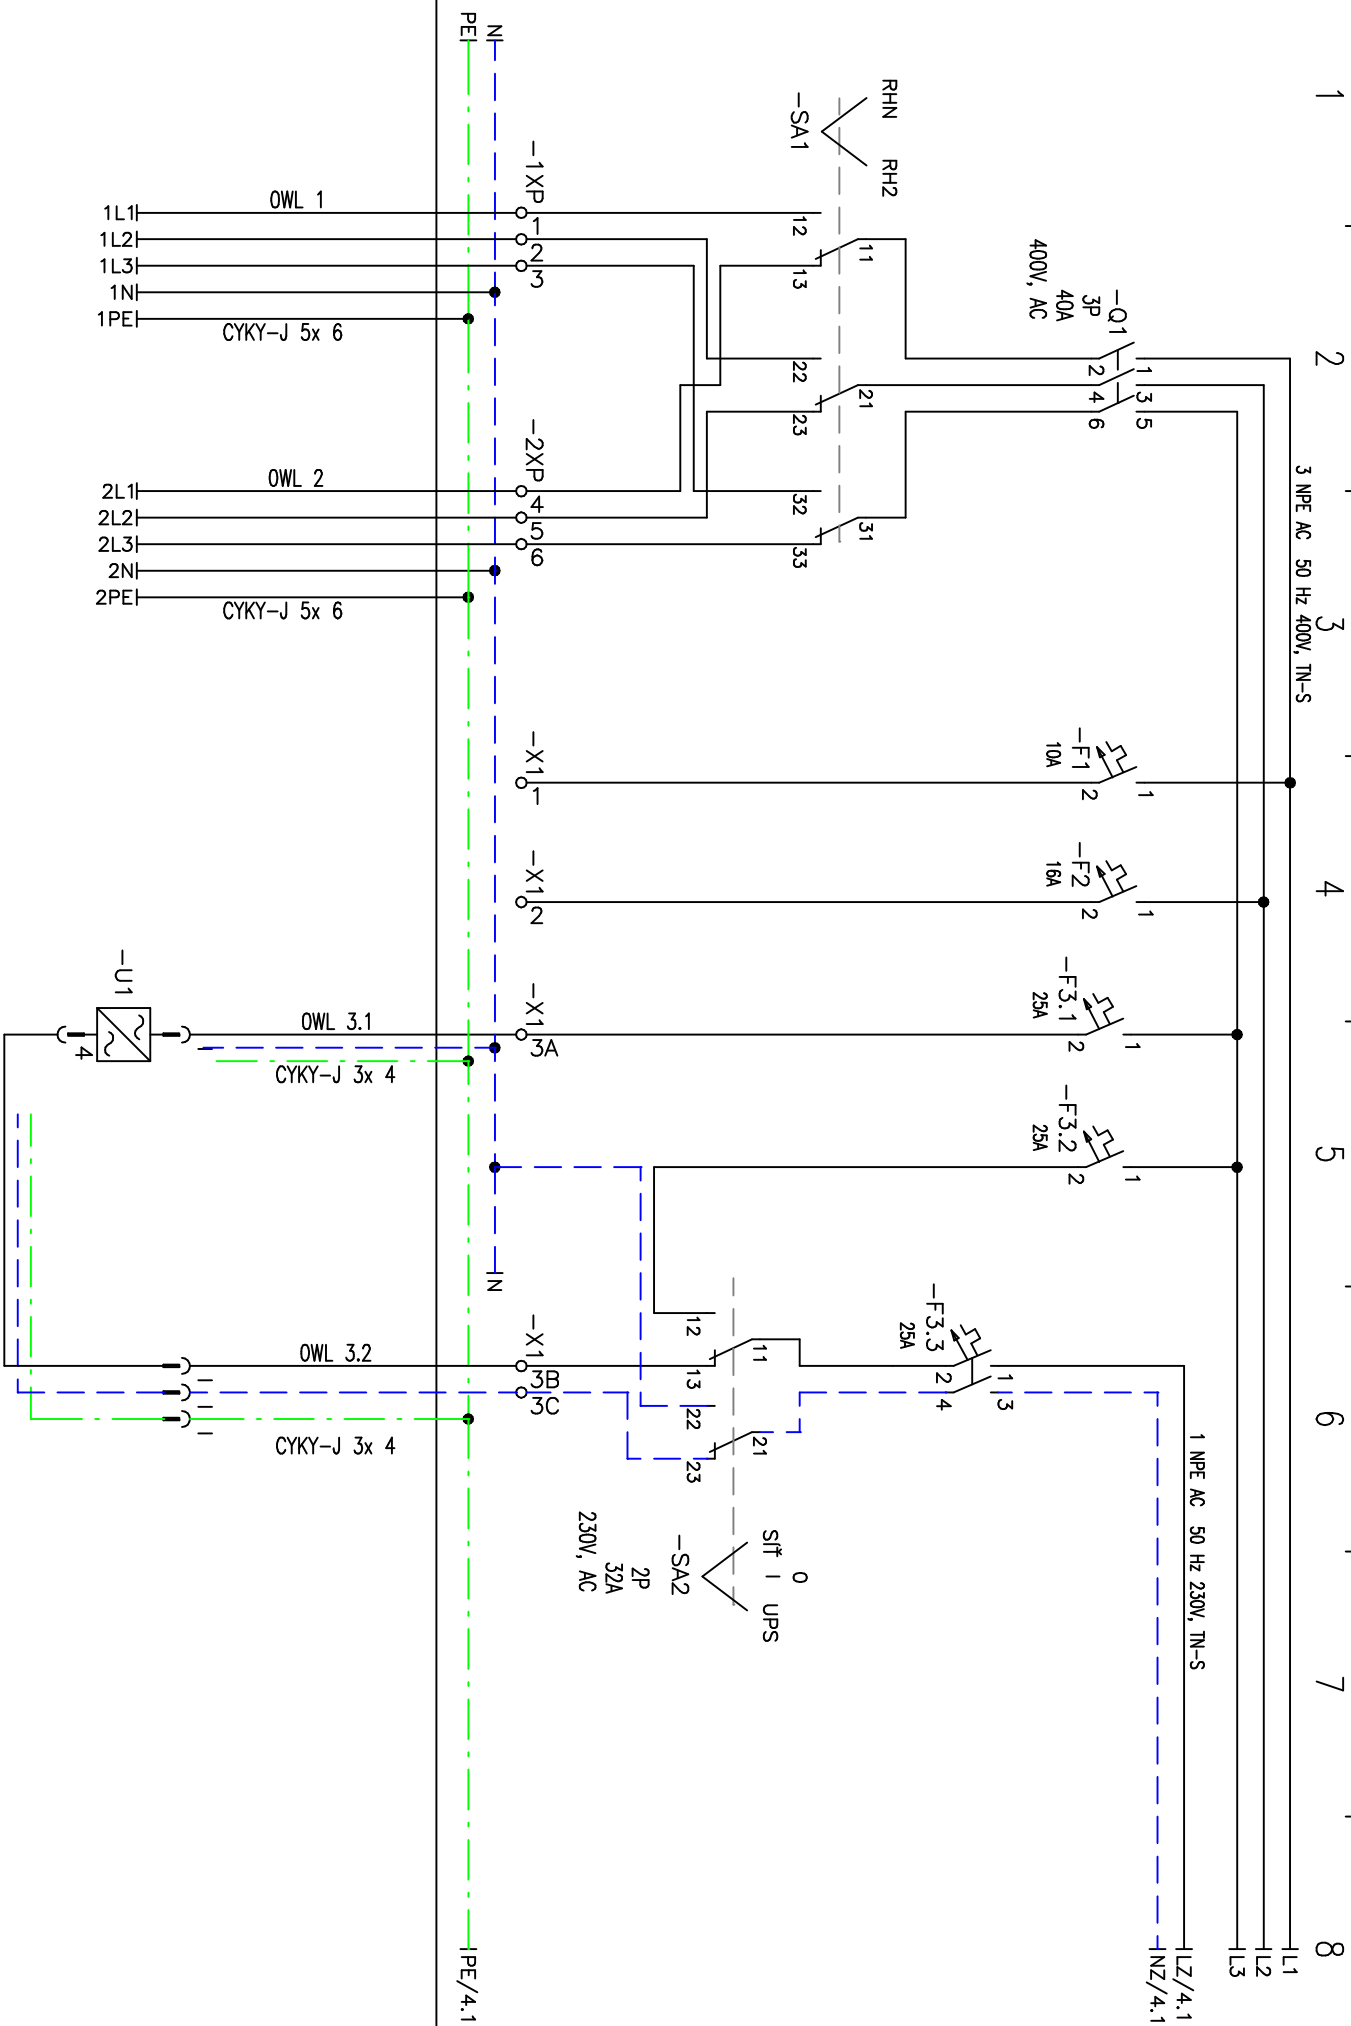 1
2
3
4
5
6
7
8
3 NPE AC 50 Hz 400V, TN-S
L1
L2
L3
1 NPE AC 50 Hz 230V, TN-S
LZ/4.1
NZ/4.1
-Q1
3P
40A
400V, AC
1
3
5
2
4
6
-F1
10A
1
2
-F2
16A
1
2
-F3.1
25A
1
2
-F3.2
25A
1
2
-F3.3
25A
1
3
2
4
RHN
RH2
-SA1
11
12
13
21
22
23
31
32
33
0
UPS
-SA2
2P
32A
230V, AC
11
12
13
21
22
23
-1XP
1
2
3
-2XP
4
5
6
-X1
1
-X1
2
-X1
3A
-X1
3B
3C
N
N
PE
PE/4.1
OWL 1
CYKY-J 5x 6
OWL 2
CYKY-J 5x 6
OWL 3.1
CYKY-J 3x 4
OWL 3.2
CYKY-J 3x 4
1L1
1L2
1L3
1N
1PE
2L1
2L2
2L3
2N
2PE
-U1
4